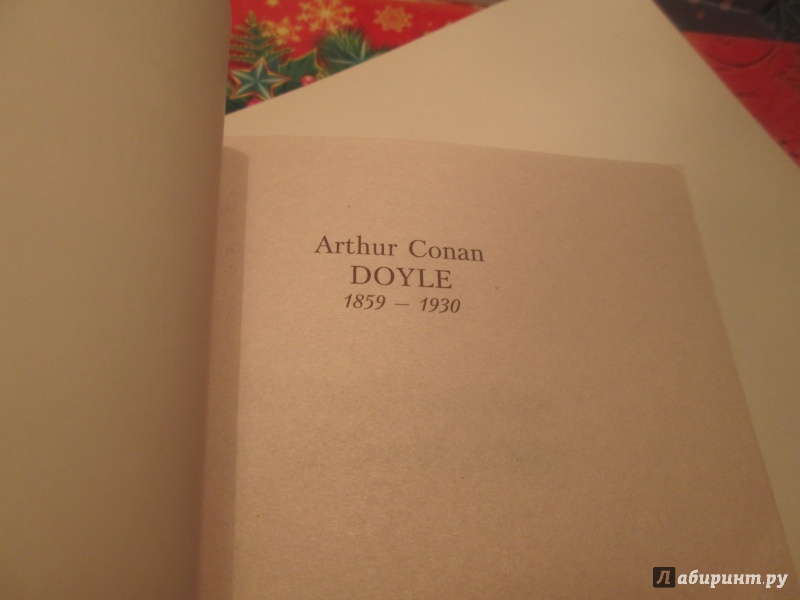 Arthur Conan
DOYLE
1859 — 1930
Лабиринт.ру